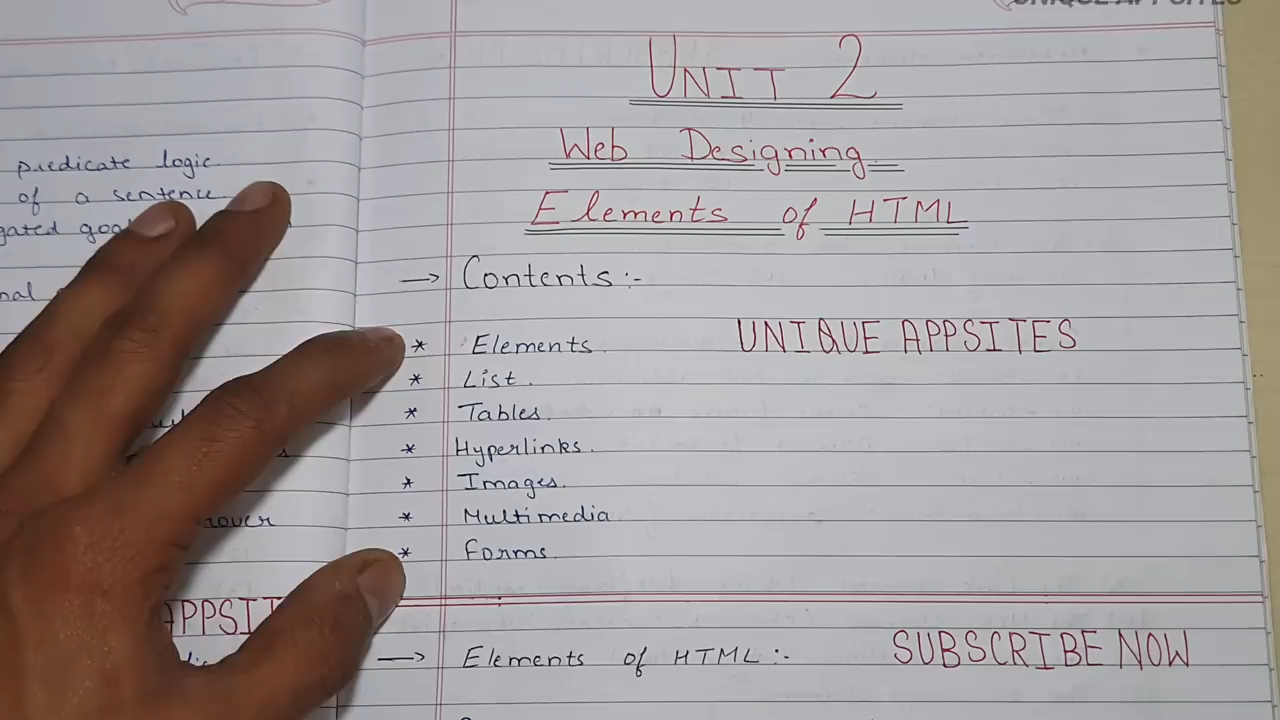 predicate logic
of a sentence
UNIT 2
Web Designing
Elements of HTML
→ Contents :-
* Elements.
UNIQUE APPSITES
* List.
* Tables.
* Hyperlinks.
* Images.
* Multimedia
* Forms.
→ Elements of HTML :-
SUBSCRIBE NOW